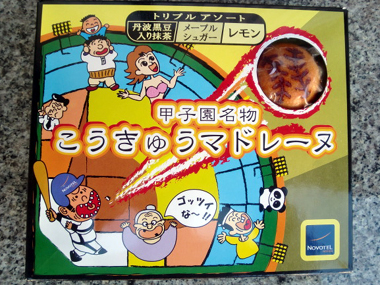 トリプルアソート
丹波黒豆
入り抹茶
メープル
シュガー
レモン
甲子園名物
こうきゅうマドレーヌ
ゴッツイ
な〜!!
NOVOTEL